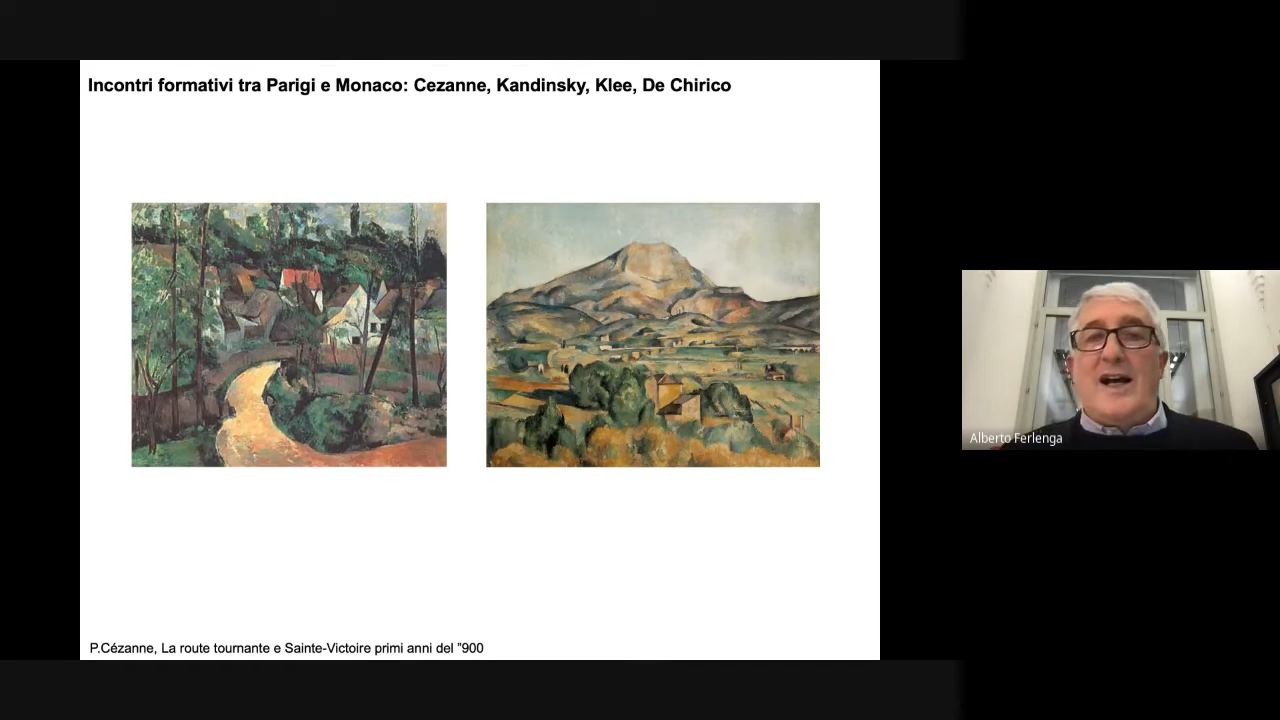 Incontri formativi tra Parigi e Monaco: Cezanne, Kandinsky, Klee, De Chirico
Alberto Ferlenga
P.Cézanne, La route tournante e Sainte-Victoire primi anni del ”900